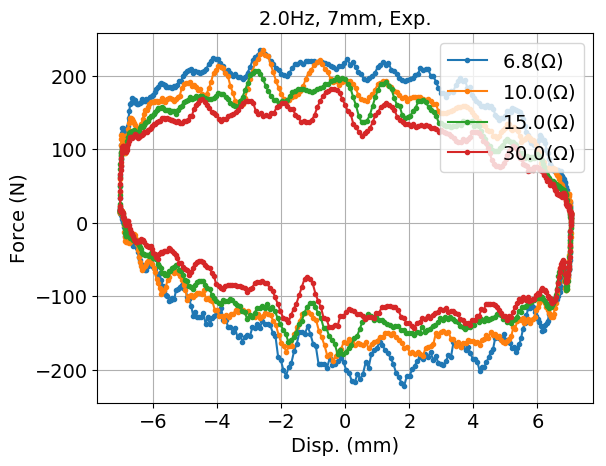 2.0Hz, 7mm, Exp.
6.8(Ω)
10.0(Ω)
15.0(Ω)
30.0(Ω)
Force (N)
200
100
0
−100
−200
−6
−4
−2
0
2
4
6
Disp. (mm)